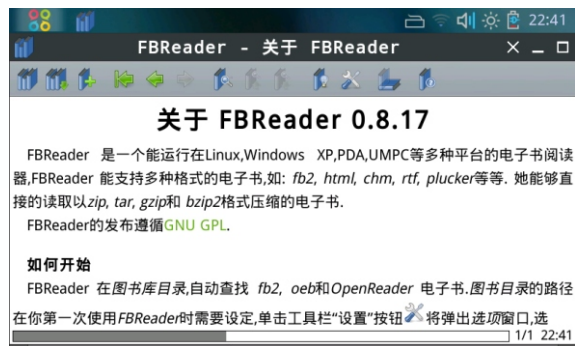 22:41
FBReader - 关于 FBReader
关于 FBReader 0.8.17
FBReader 是一个能运行在Linux,Windows XP,PDA,UMPC等多种平台的电子书阅读
器,FBReader 能支持多种格式的电子书,如: fb2, html, chm, rtf, plucker等等. 她能够直
接的读取以zip, tar, gzip和 bzip2格式压缩的电子书.
FBReader的发布遵循GNU GPL.
如何开始
FBReader 在图书库目录,自动查找 fb2, oeb和OpenReader 电子书.图书目录的路径
在你第一次使用FBReader时需要设定,单击工具栏“设置”按钮将弹出选项窗口,选
1/1 22:41